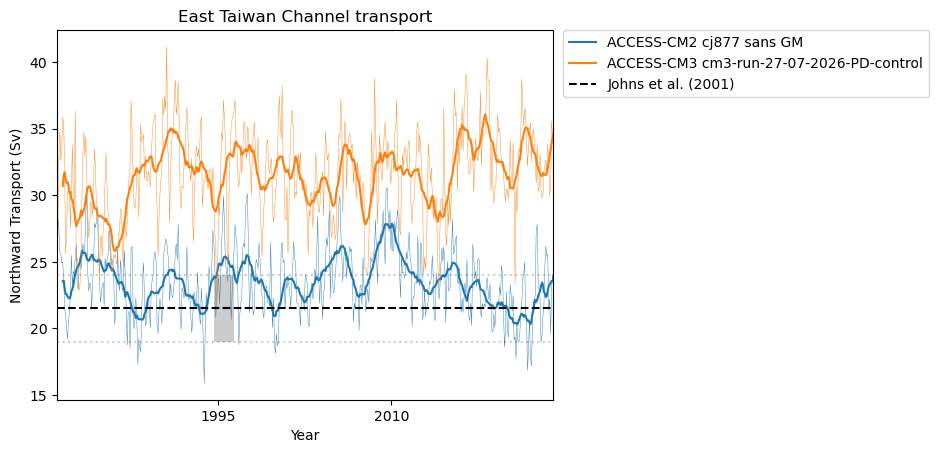 East Taiwan Channel transport
ACCESS-CM2 cj877 sans GM
ACCESS-CM3 cm3-run-27-07-2026-PD-control
Johns et al. (2001)
Northward Transport (Sv)
40
35
30
25
20
15
1995
2010
Year